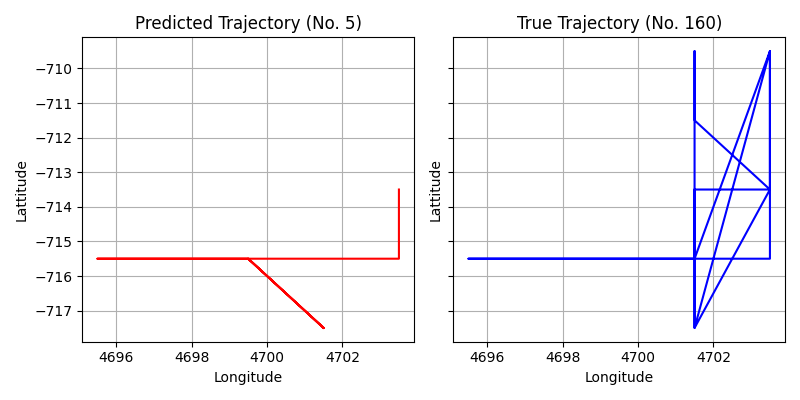 Predicted Trajectory (No. 5)
True Trajectory (No. 160)
Lattitude
−710
−711
−712
−713
−714
−715
−716
−717
4696
4698
4700
4702
Longitude
Lattitude
4696
4698
4700
4702
Longitude